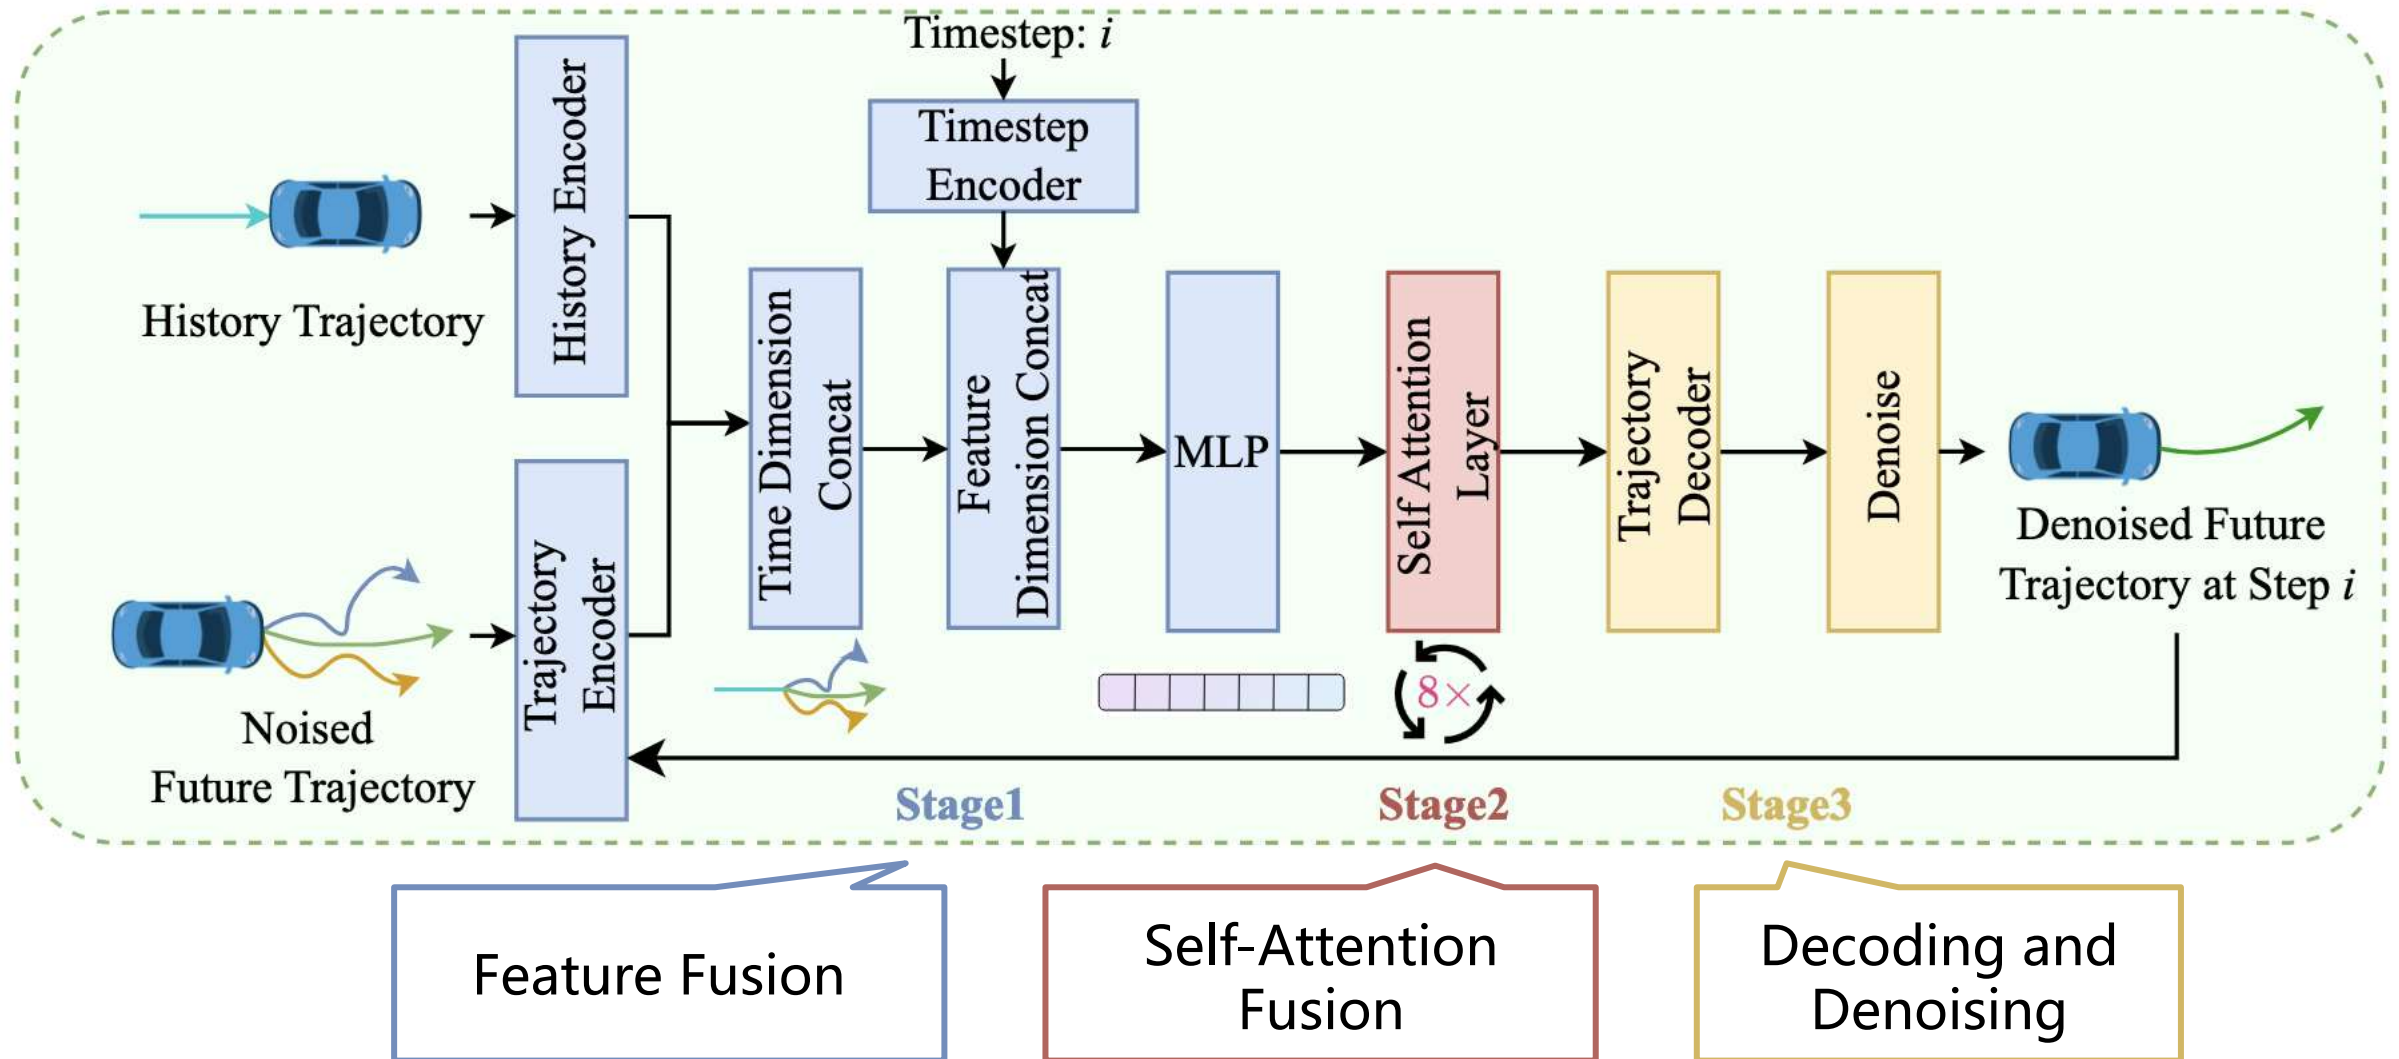 Timestep: i
Timestep
Encoder
History Encoder
History Trajectory
Trajectory
Encoder
Noised
Future Trajectory
Time Dimension
Concat
Feature
Dimension Concat
MLP
Self Attention
Layer
8×
Trajectory
Decoder
Denoise
Denoised Future
Trajectory at Step i
Stage1
Stage2
Stage3
Feature Fusion
Self-Attention
Fusion
Decoding and
Denoising